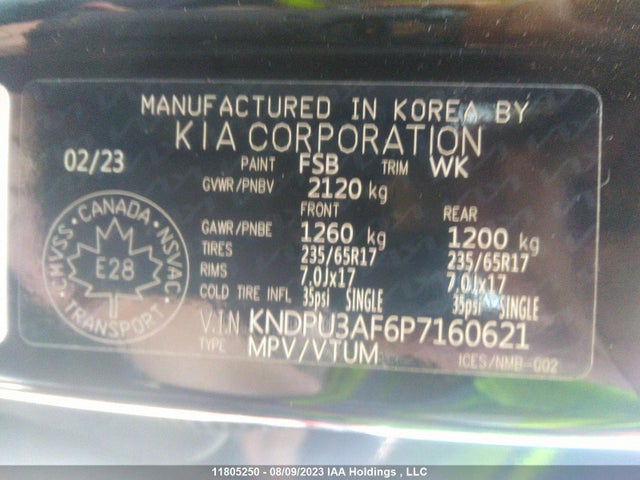 MANUFACTURED IN KOREA BY
KIA CORPORATION
02/23 PAINT FSB TRIM WK
GVWR/PNBV 2120 kg
FRONT REAR
GAWR/PNBE 1260 kg 1200 kg
TIRES 235/65R17 235/65R17
RIMS 7.0Jx17 7.0Jx17
COLD TIRE INFL 35psi SINGLE 35psi SINGLE
V.I.N KNDPU3AF6P7160621
TYPE MPV/VTUM ICES/NMB-002
CMVSS • CANADA • NSVAC
E28
TRANSPORT
11805250 - 08/09/2023 IAA Holdings , LLC